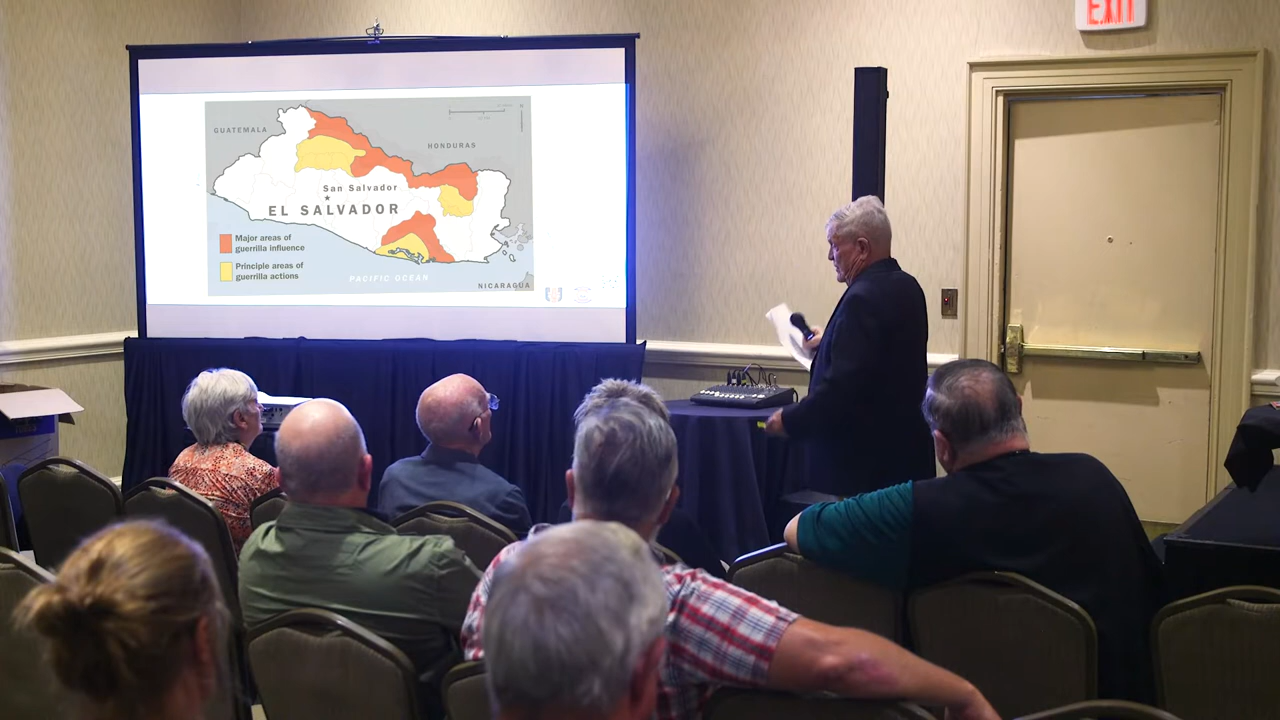 EXIT
GUATEMALA
HONDURAS
San Salvador
EL SALVADOR
Major areas of
guerrilla influence
Principle areas of
guerrilla actions
PACIFIC OCEAN
NICARAGUA